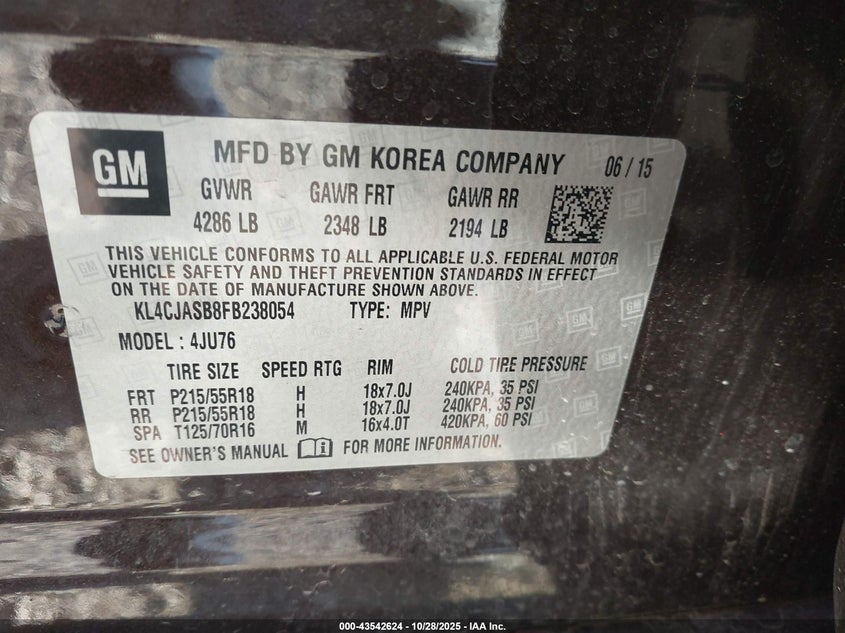 GM
MFD BY GM KOREA COMPANY 06 / 15
GVWR GAWR FRT GAWR RR
4286 LB 2348 LB 2194 LB
THIS VEHICLE CONFORMS TO ALL APPLICABLE U.S. FEDERAL MOTOR
VEHICLE SAFETY AND THEFT PREVENTION STANDARDS IN EFFECT
ON THE DATE OF MANUFACTURE SHOWN ABOVE.
KL4CJASB8FB238054 TYPE: MPV
MODEL : 4JU76
TIRE SIZE SPEED RTG RIM COLD TIRE PRESSURE
FRT P215/55R18 H 18x7.0J 240KPA, 35 PSI
RR P215/55R18 H 18x7.0J 240KPA, 35 PSI
SPA T125/70R16 M 16x4.0T 420KPA, 60 PSI
SEE OWNER'S MANUAL FOR MORE INFORMATION.
000-43542624 - 10/28/2025 - IAA Inc.